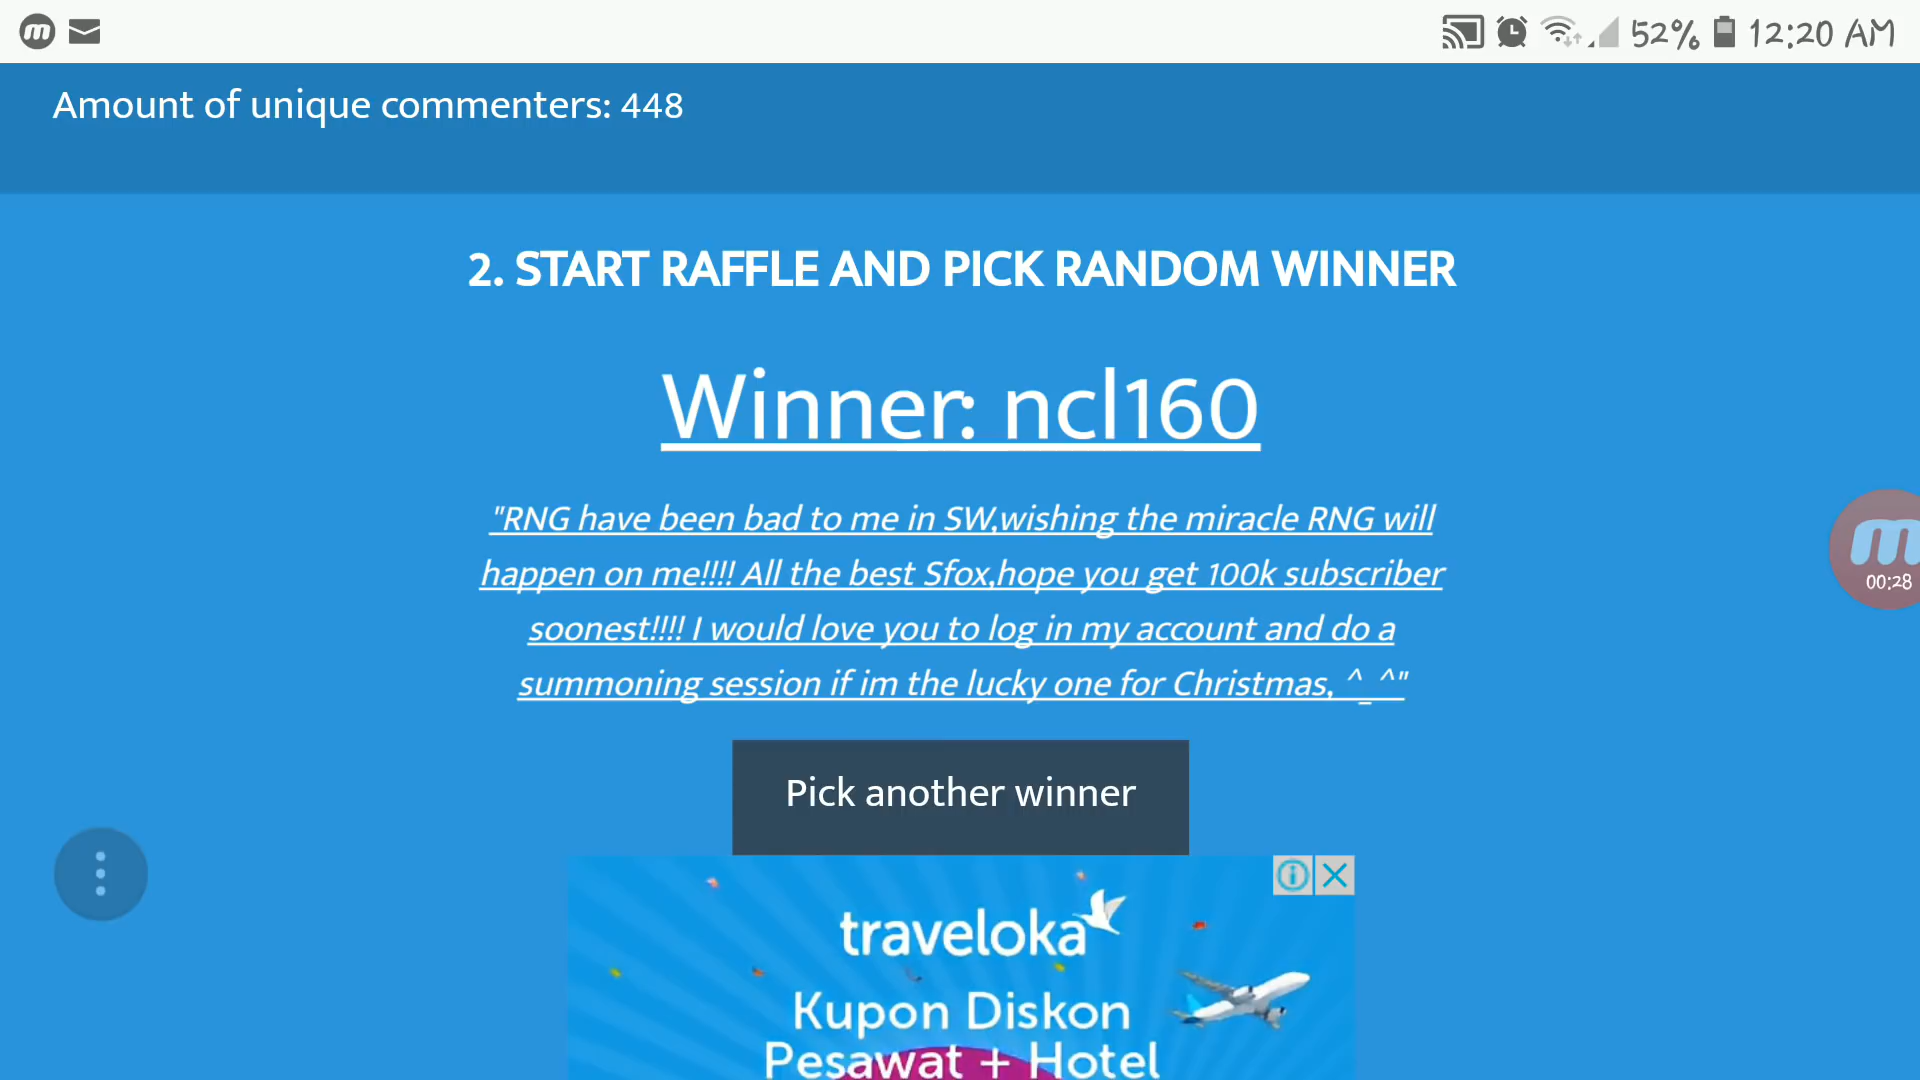 52% 12:20 AM
Amount of unique commenters: 448
2. START RAFFLE AND PICK RANDOM WINNER
Winner: ncl160
"RNG have been bad to me in SW,wishing the miracle RNG will
happen on me!!!! All the best Sfox,hope you get 100k subscriber
soonest!!!! I would love you to log in my account and do a
summoning session if im the lucky one for Christmas, ^_^"
00:28
Pick another winner
traveloka
Kupon Diskon
Pesawat + Hotel